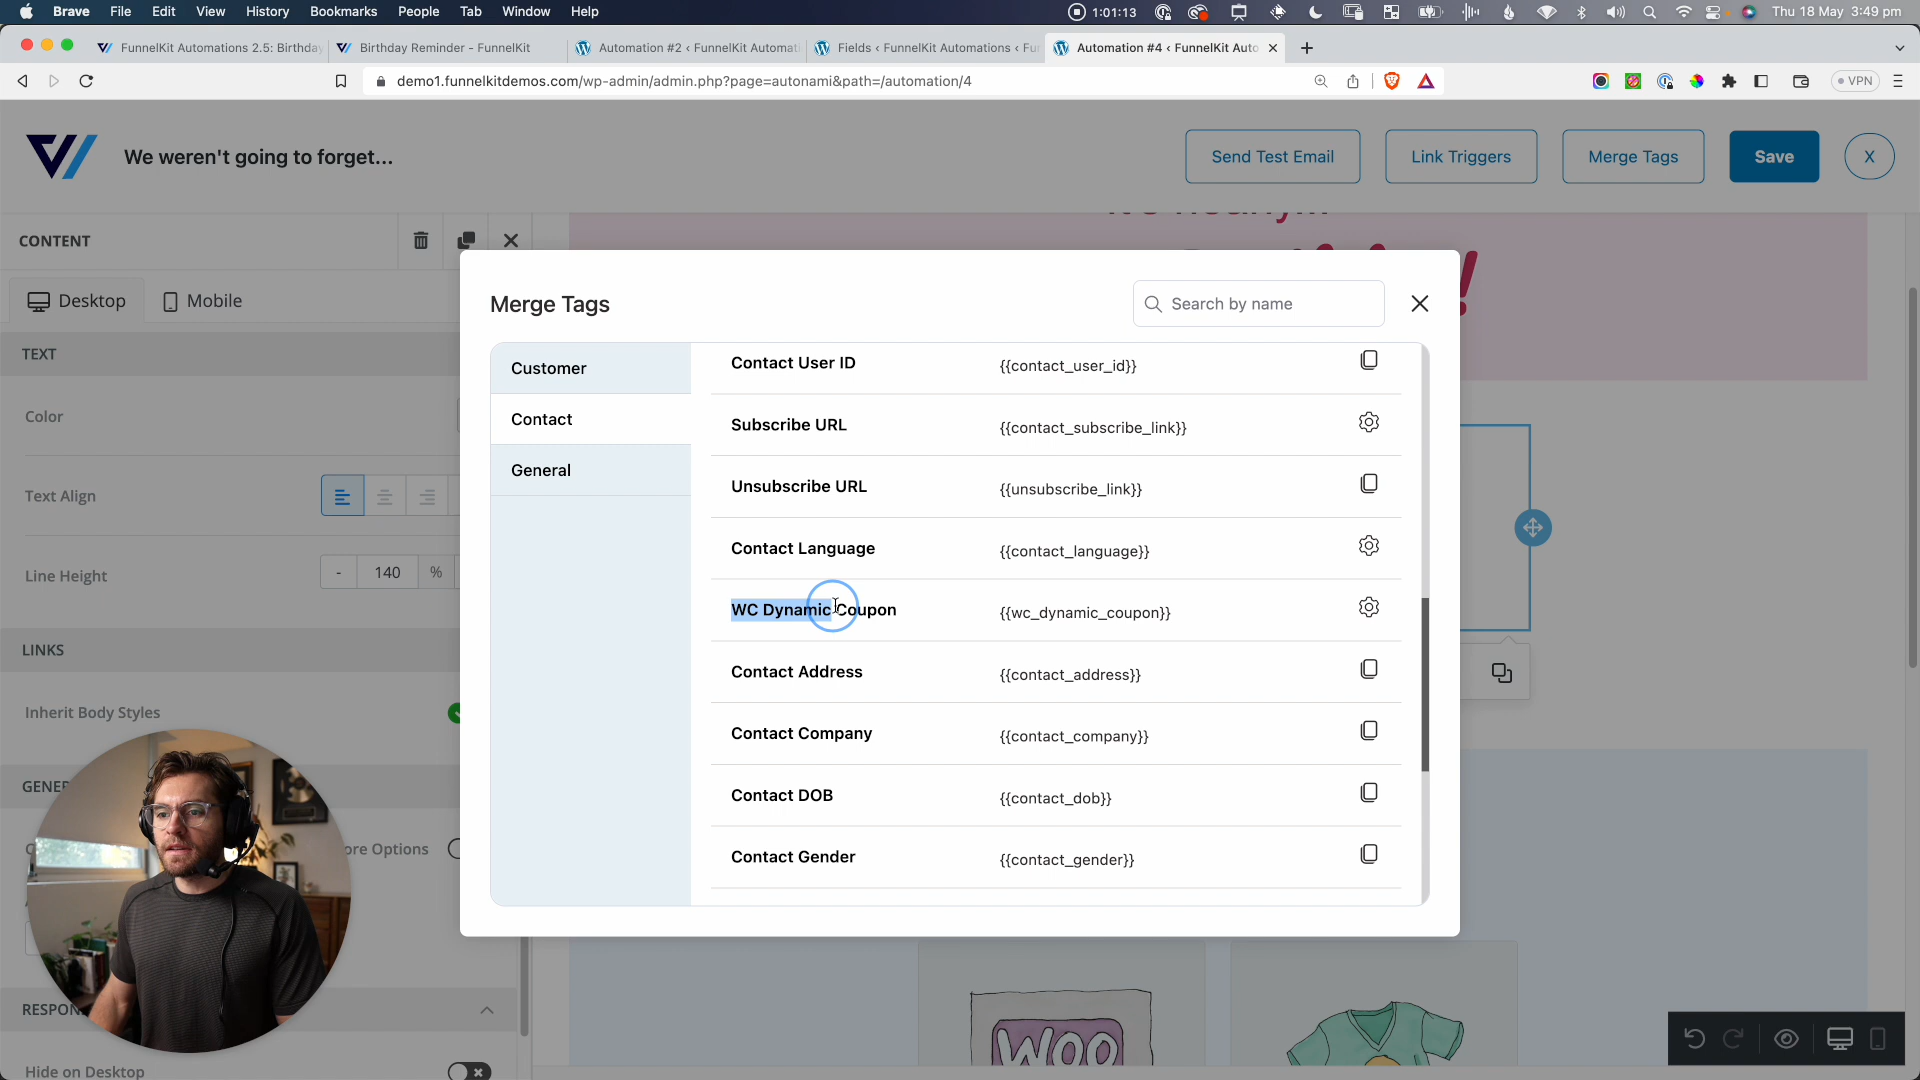 Brave File Edit View History Bookmarks People Tab Window Help
1:01:13
Thu 18 May 3:49 pm
FunnelKit Automations 2.5: Birthday
Birthday Reminder - FunnelKit
Automation #2 ‹ FunnelKit Automati
Fields ‹ FunnelKit Automations ‹ Fu
Automation #4 ‹ FunnelKit Auto
demo1.funnelkitdemos.com/wp-admin/admin.php?page=autonami&path=/automation/4
VPN
We weren't going to forget...
Send Test Email
Link Triggers
Merge Tags
Save
X
CONTENT
Desktop
Mobile
TEXT
Color
Text Align
Line Height
- 140 %
LINKS
Inherit Body Styles
ore Options
Hide on Desktop
Merge Tags
Search by name
Customer
Contact
General
Contact User ID {{contact_user_id}}
Subscribe URL {{contact_subscribe_link}}
Unsubscribe URL {{unsubscribe_link}}
Contact Language {{contact_language}}
WC Dynamic Coupon {{wc_dynamic_coupon}}
Contact Address {{contact_address}}
Contact Company {{contact_company}}
Contact DOB {{contact_dob}}
Contact Gender {{contact_gender}}
WOO